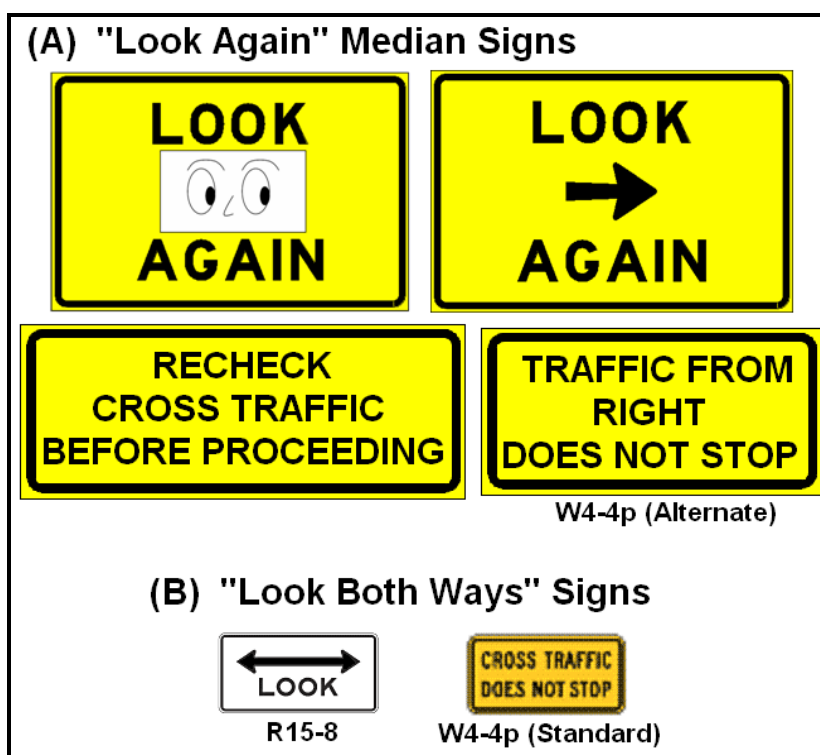 (A) "Look Again" Median Signs
LOOK
AGAIN
LOOK
AGAIN
RECHECK
CROSS TRAFFIC
BEFORE PROCEEDING
TRAFFIC FROM
RIGHT
DOES NOT STOP
W4-4p (Alternate)
(B) "Look Both Ways" Signs
LOOK
R15-8
CROSS TRAFFIC
DOES NOT STOP
W4-4p (Standard)